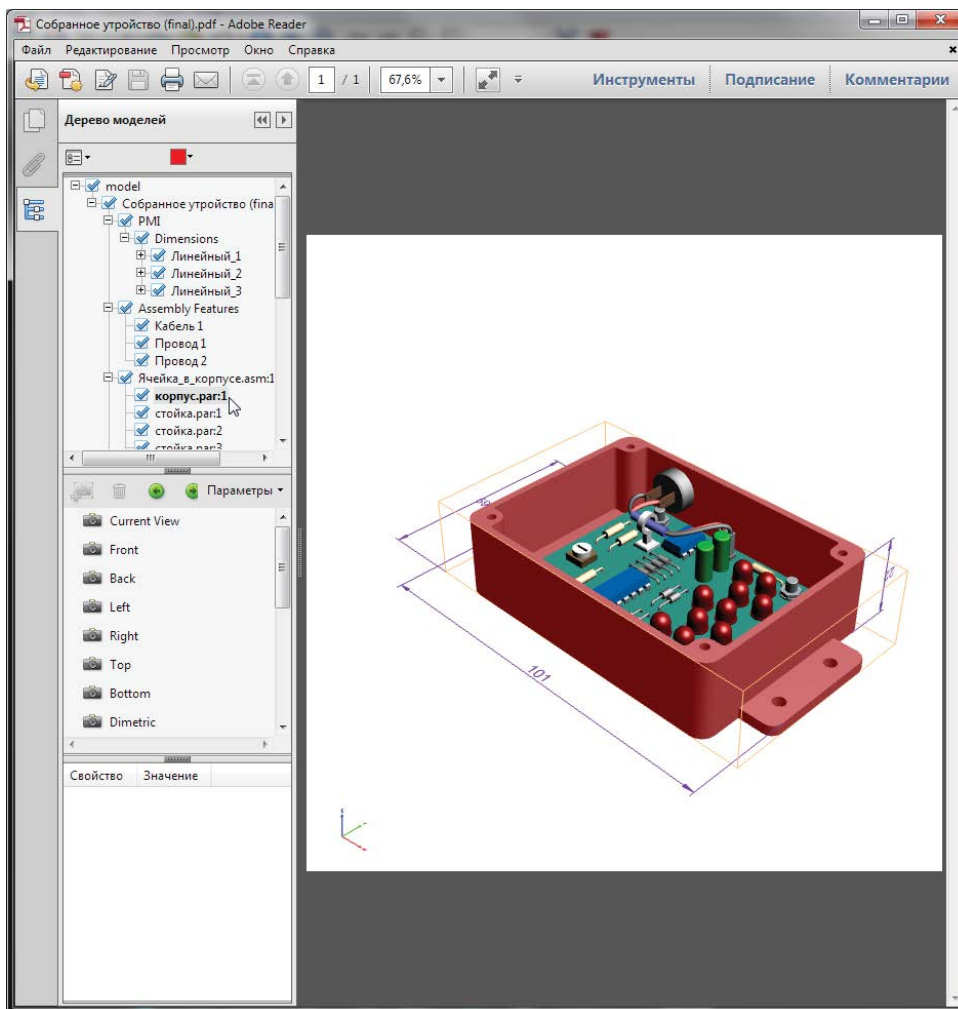 Собранное утройство (final).pdf - Adobe Reader
Файл Редактирование Просмотр Окно Справка
1 / 1 67,6% Инструменты Подписание Комментарии
Дерево моделей
model
Собранное утройство (fina
PMI
Dimensions
Линейный_1
Линейный_2
Линейный_3
Assembly Features
Кабель 1
Провод 1
Провод 2
Ячейка_в_корпусе.asm:1
корпус.par:1
стойка.par:1
стойка.par:2
стойка.par:3
Параметры
Current View
Front
Back
Left
Right
Top
Bottom
Dimetric
Свойство Значение
101